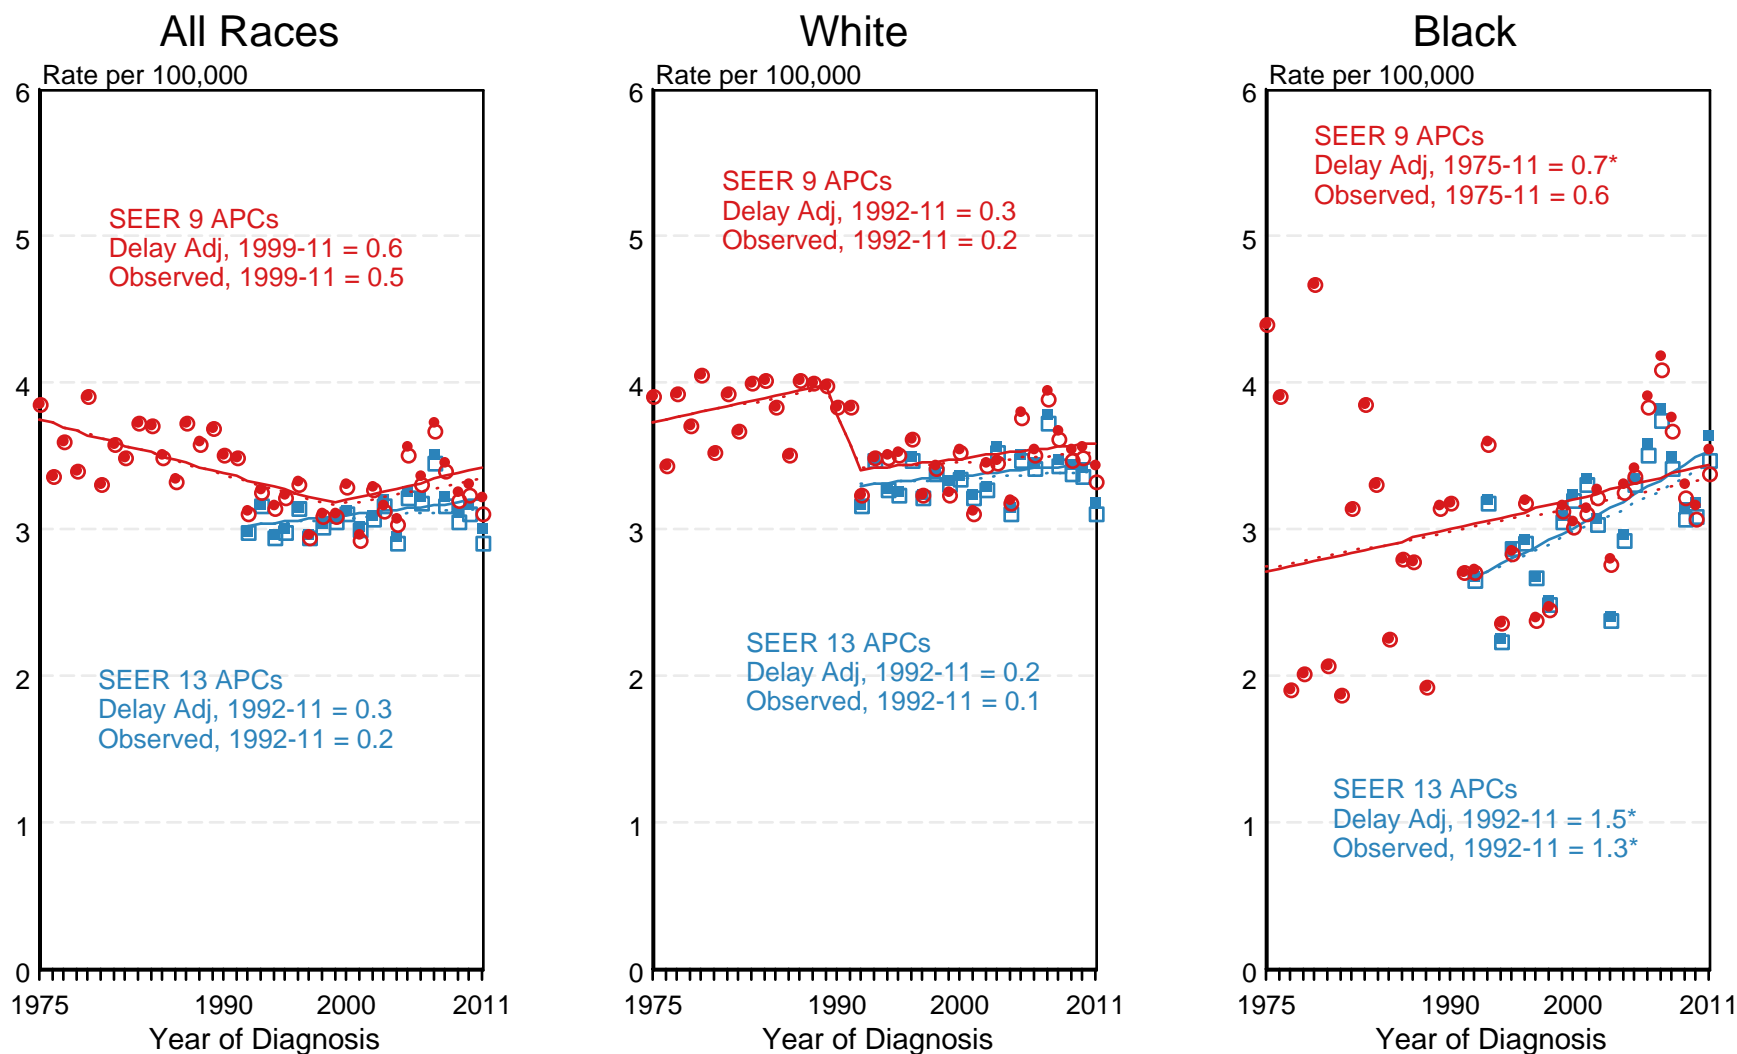 All Races
Rate per 100,000
6
5
4
3
2
1
0
SEER 9 APCs
Delay Adj, 1999-11 = 0.6
Observed, 1999-11 = 0.5
SEER 13 APCs
Delay Adj, 1992-11 = 0.3
Observed, 1992-11 = 0.2
1975 1990 2000 2011
Year of Diagnosis
White
Rate per 100,000
6
5
4
3
2
1
0
SEER 9 APCs
Delay Adj, 1992-11 = 0.3
Observed, 1992-11 = 0.2
SEER 13 APCs
Delay Adj, 1992-11 = 0.2
Observed, 1992-11 = 0.1
1975 1990 2000 2011
Year of Diagnosis
Black
Rate per 100,000
6
5
4
3
2
1
0
SEER 9 APCs
Delay Adj, 1975-11 = 0.7*
Observed, 1975-11 = 0.6
SEER 13 APCs
Delay Adj, 1992-11 = 1.5*
Observed, 1992-11 = 1.3*
1975 1990 2000 2011
Year of Diagnosis